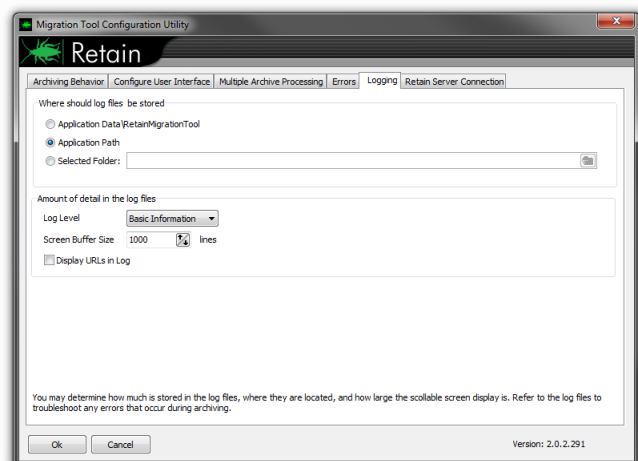 Migration Tool Configuration Utility
Retain
Archiving Behavior Configure User Interface Multiple Archive Processing Errors Logging Retain Server Connection
Where should log files be stored
Application Data\RetainMigrationTool
Application Path
Selected Folder:
Amount of detail in the log files
Log Level Basic Information
Screen Buffer Size 1000 lines
Display URLs in Log
You may determine how much is stored in the log files, where they are located, and how large the scollable screen display is. Refer to the log files to
troubleshoot any errors that occur during archiving.
Ok Cancel Version: 2.0.2.291